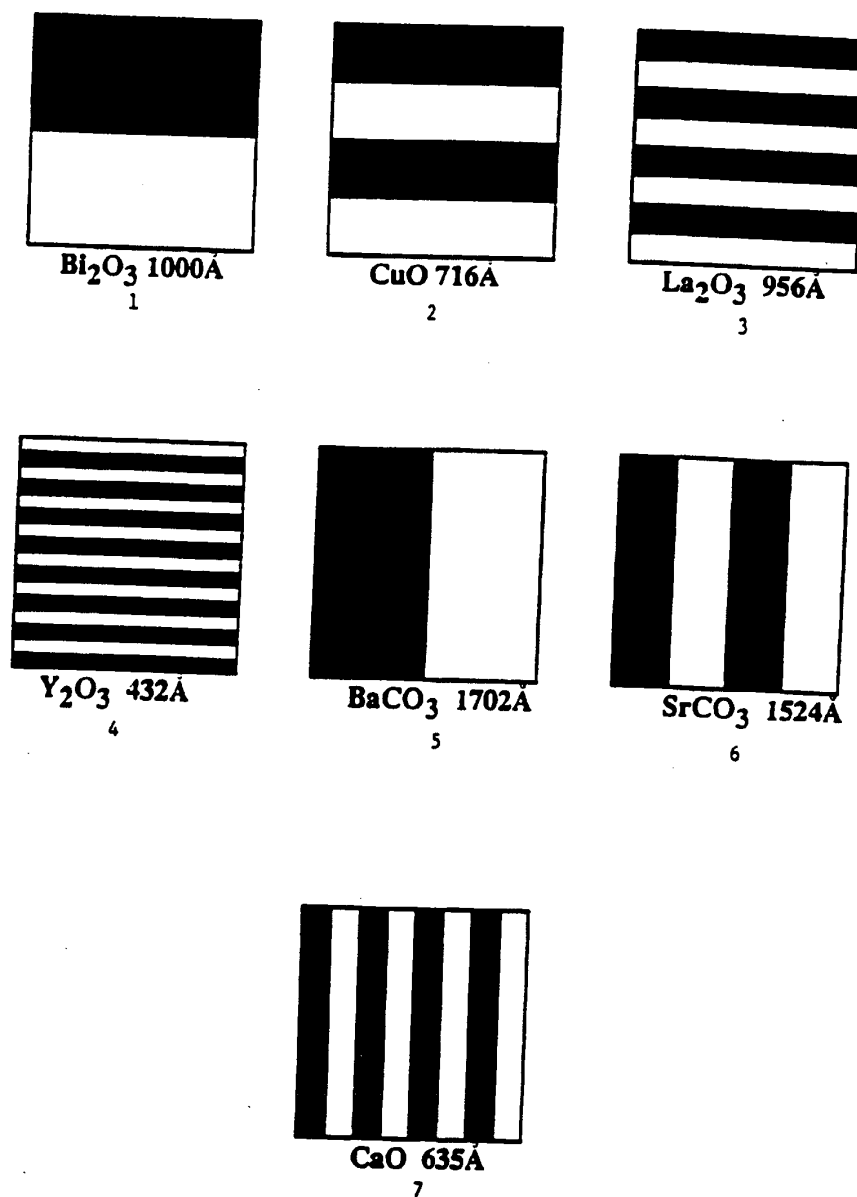 Bi₂O₃ 1000Å
1
CuO 716Å
2
La₂O₃ 956Å
3
Y₂O₃ 432Å
4
BaCO₃ 1702Å
5
SrCO₃ 1524Å
6
CaO 635Å
7